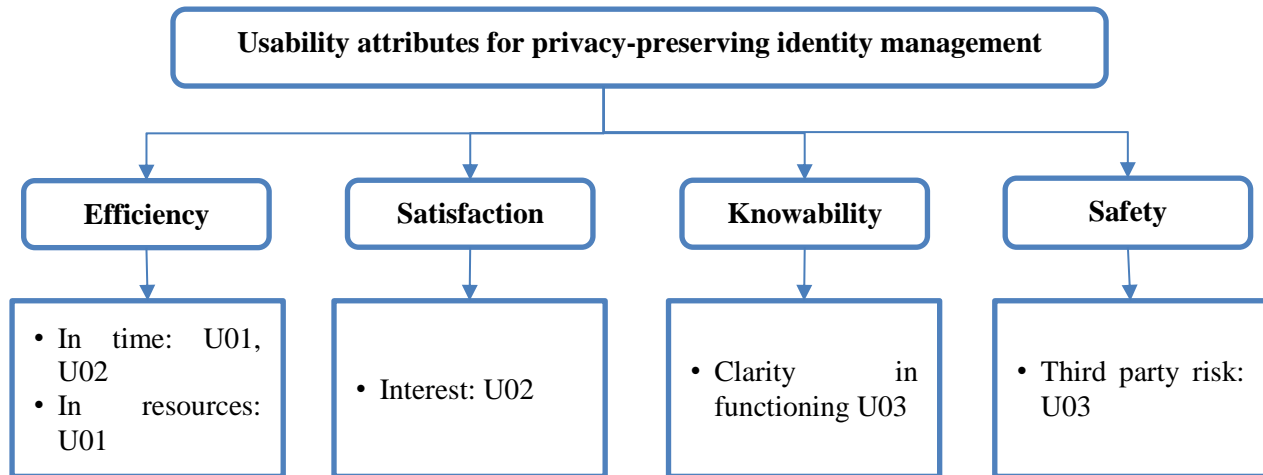 Usability attributes for privacy-preserving identity management
Efficiency
Satisfaction
Knowability
Safety
• In time: U01,
U02
• In resources:
U01
• Interest: U02
• Clarity in
functioning U03
• Third party risk:
U03